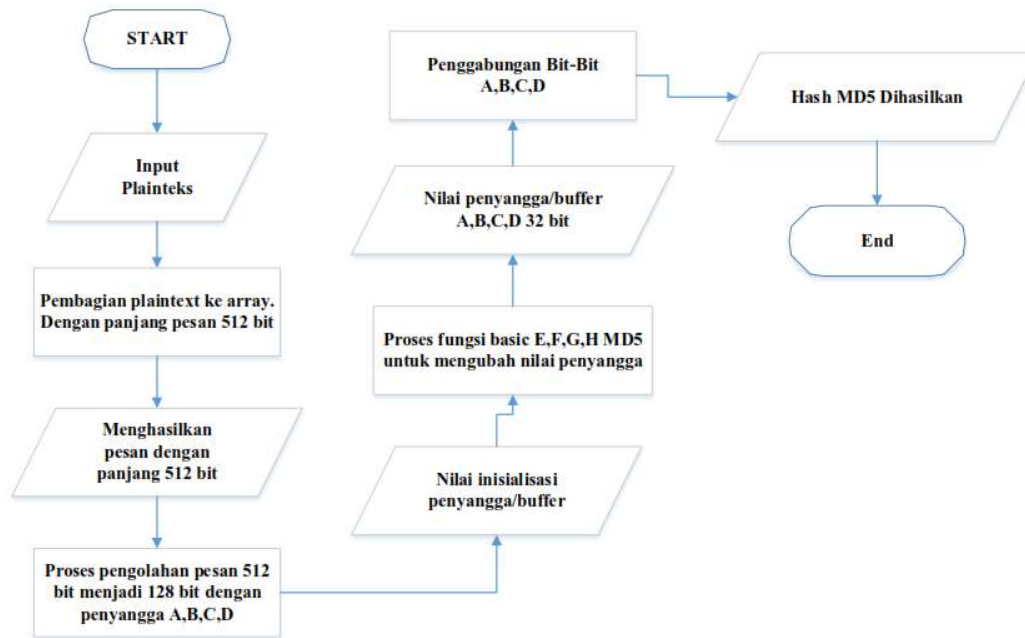 START
Input
Plainteks
Pembagian plaintext ke array.
Dengan panjang pesan 512 bit
Menghasilkan
pesan dengan
panjang 512 bit
Proses pengolahan pesan 512
bit menjadi 128 bit dengan
penyangga A,B,C,D
Nilai inisialisasi
penyangga/buffer
Proses fungsi basic E,F,G,H MD5
untuk mengubah nilai penyangga
Nilai penyangga/buffer
A,B,C,D 32 bit
Penggabungan Bit-Bit
A,B,C,D
Hash MD5 Dihasilkan
End